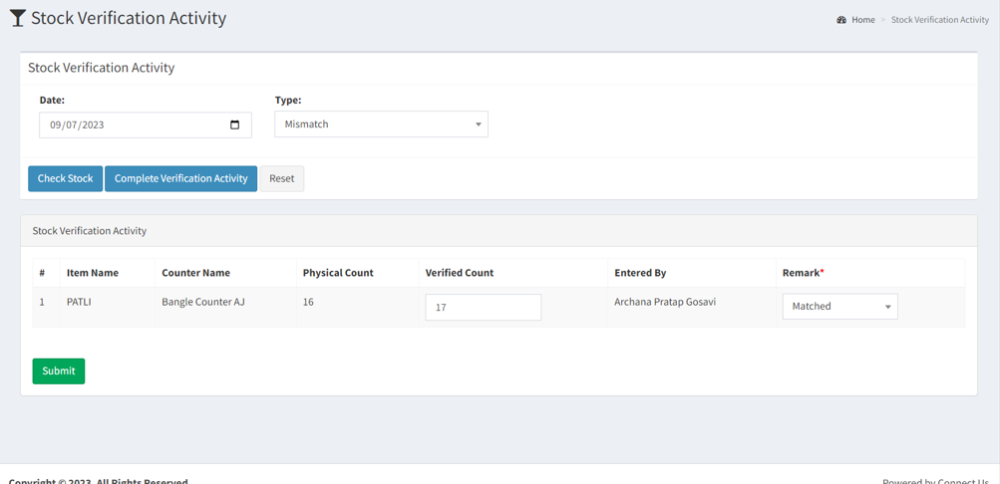 Stock Verification Activity
Home > Stock Verification Activity
Stock Verification Activity
Date: Type:
09/07/2023 Mismatch
Check Stock Complete Verification Activity Reset
Stock Verification Activity
# Item Name Counter Name Physical Count Verified Count Entered By Remark*
1 PATLI Bangle Counter AJ 16 17 Archana Pratap Gosavi Matched
Submit
Copyright © 2023. All Rights Reserved Powered by Connect Us